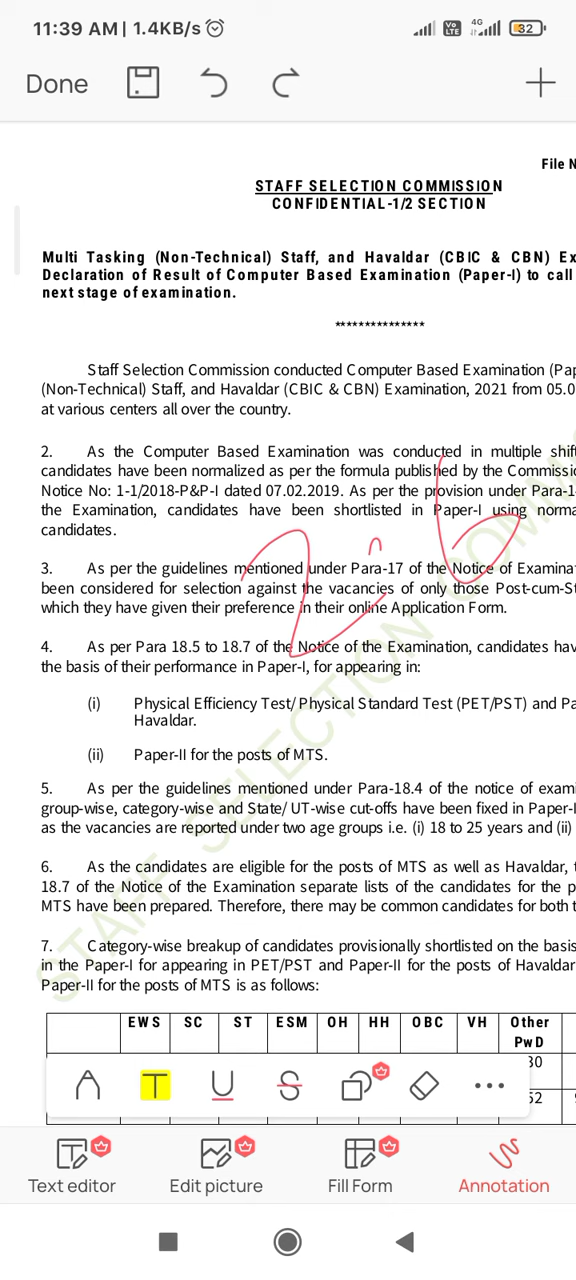 11:39 AM | 1.4KB/s
Vo LTE 4G 32
Done
File N
STAFF SELECTION COMMISSION
CONFIDENTIAL-1/2 SECTION
Multi Tasking (Non-Technical) Staff, and Havaldar (CBIC & CBN) Ex
Declaration of Result of Computer Based Examination (Paper-I) to call
next stage of examination.
***************
Staff Selection Commission conducted Computer Based Examination (Pap
(Non-Technical) Staff, and Havaldar (CBIC & CBN) Examination, 2021 from 05.0
at various centers all over the country.
2. As the Computer Based Examination was conducted in multiple shift
candidates have been normalized as per the formula published by the Commissio
Notice No: 1-1/2018-P&P-I dated 07.02.2019. As per the provision under Para-1
the Examination, candidates have been shortlisted in Paper-I using norma
candidates.
3. As per the guidelines mentioned under Para-17 of the Notice of Examina
been considered for selection against the vacancies of only those Post-cum-St
which they have given their preference in their online Application Form.
4. As per Para 18.5 to 18.7 of the Notice of the Examination, candidates hav
the basis of their performance in Paper-I, for appearing in:
(i) Physical Efficiency Test/ Physical Standard Test (PET/PST) and Pa
Havaldar.
(ii) Paper-II for the posts of MTS.
5. As per the guidelines mentioned under Para-18.4 of the notice of exami
group-wise, category-wise and State/ UT-wise cut-offs have been fixed in Paper-I
as the vacancies are reported under two age groups i.e. (i) 18 to 25 years and (ii)
6. As the candidates are eligible for the posts of MTS as well as Havaldar, t
18.7 of the Notice of the Examination separate lists of the candidates for the p
MTS have been prepared. Therefore, there may be common candidates for both t
7. Category-wise breakup of candidates provisionally shortlisted on the basis
in the Paper-I for appearing in PET/PST and Paper-II for the posts of Havaldar
Paper-II for the posts of MTS is as follows:
EWS SC ST ESM OH HH OBC VH Other PwD
30
52
T U S
Text editor Edit picture Fill Form Annotation
STAFF SELECTION COMMIS